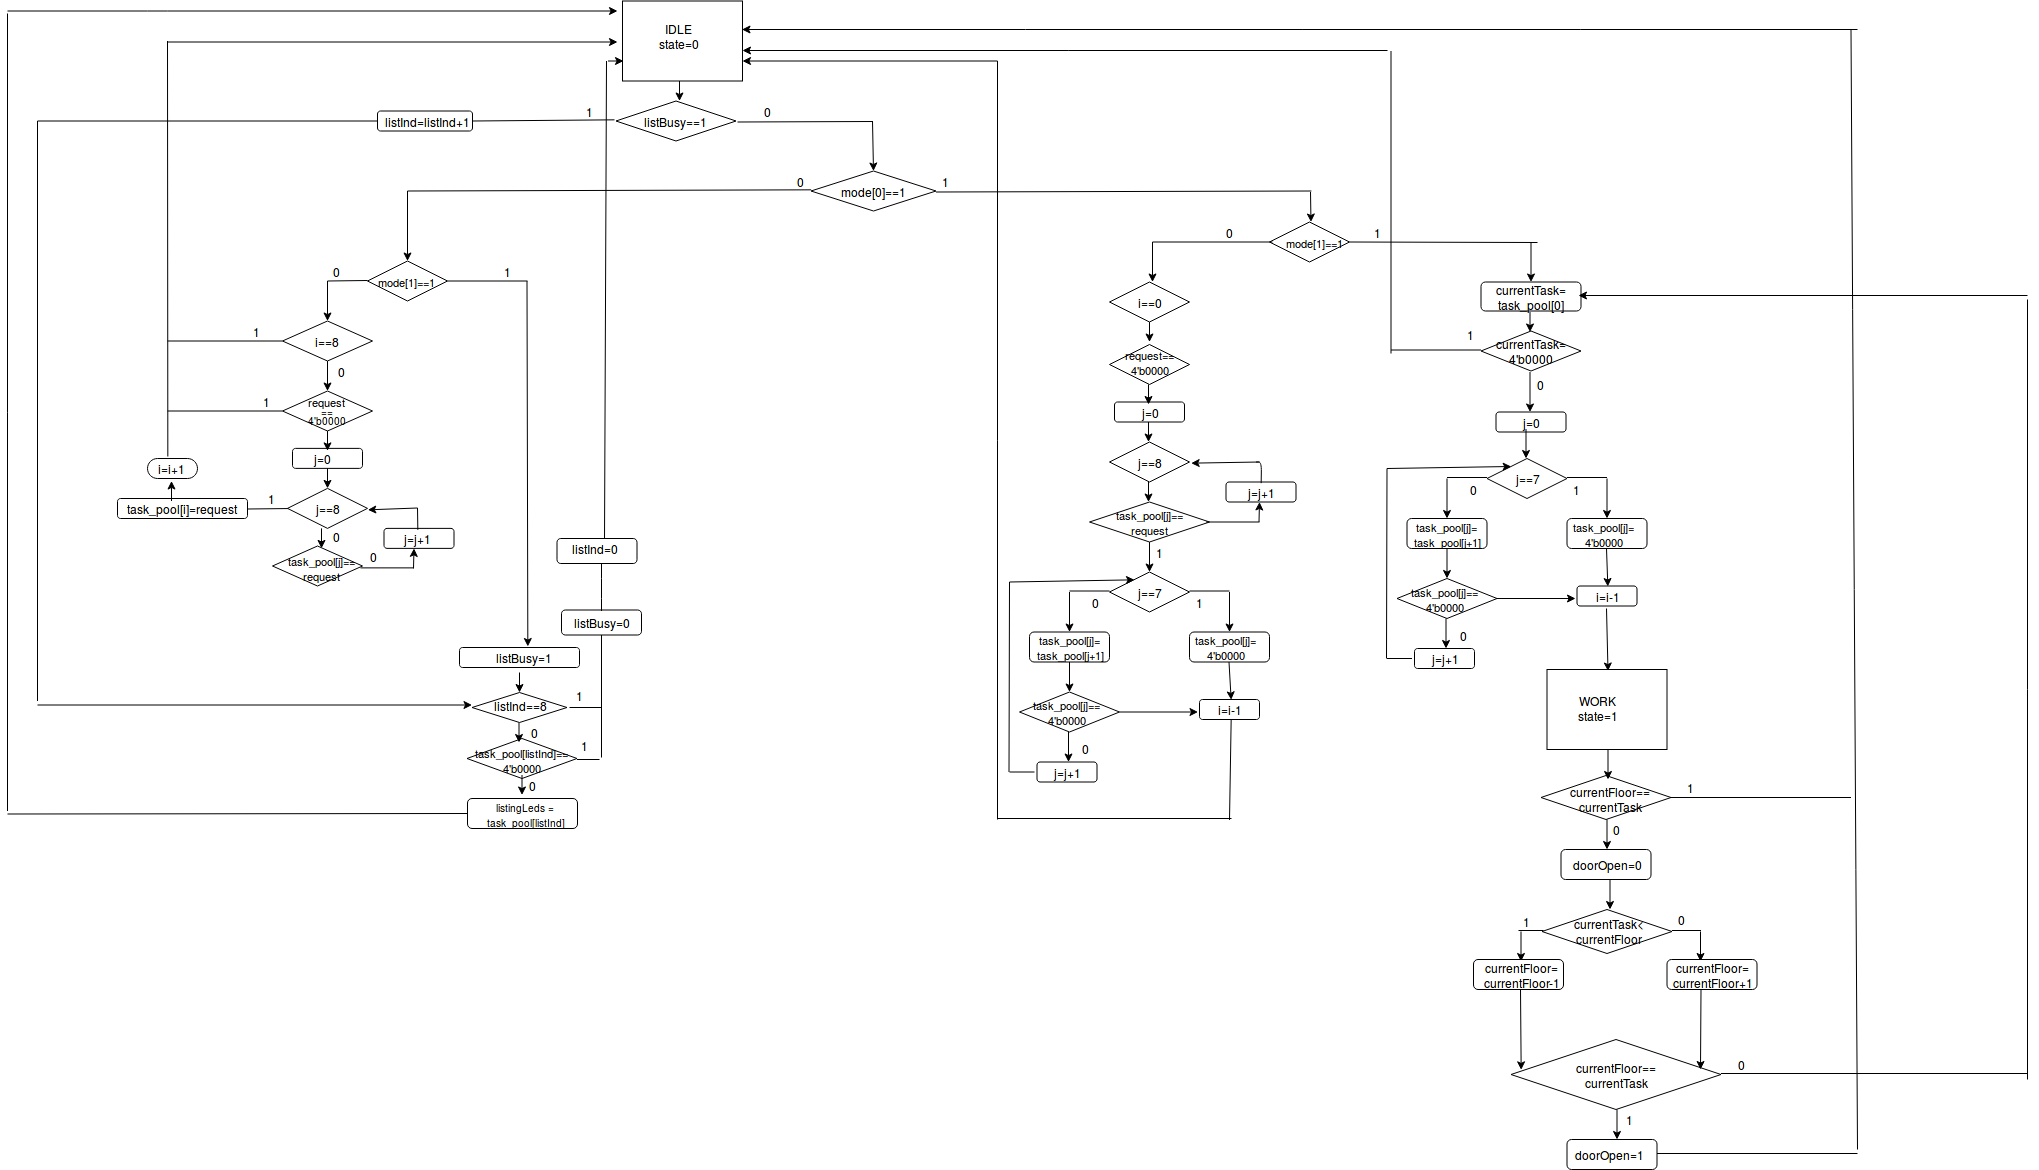 IDLE
state=0
listBusy==1
1
0
listInd=listInd+1
mode[0]==1
0
1
mode[1]==1
0
1
i==8
1
0
request
==
4'b0000
1
j=0
i=i+1
task_pool[i]=request
1
j==8
0
j=j+1
task_pool[j]==
request
0
listInd=0
listBusy=0
listBusy=1
listInd==8
1
0
task_pool[listInd]==
4'b0000
1
0
listingLeds =
task_pool[listInd]
mode[1]==1
0
1
i==0
request==
4'b0000
j=0
j==8
j=j+1
task_pool[j]==
request
1
j==7
0
1
task_pool[j]=
task_pool[j+1]
task_pool[j]=
4'b0000
task_pool[j]==
4'b0000
i=i-1
0
j=j+1
currentTask=
task_pool[0]
currentTask=
4'b0000
1
0
j=0
j==7
0
1
task_pool[j]=
task_pool[j+1]
task_pool[j]=
4'b0000
task_pool[j]==
4'b0000
i=i-1
0
j=j+1
WORK
state=1
currentFloor==
currentTask
1
0
doorOpen=0
currentTask<
currentFloor
1
0
currentFloor=
currentFloor-1
currentFloor=
currentFloor+1
currentFloor==
currentTask
0
1
doorOpen=1